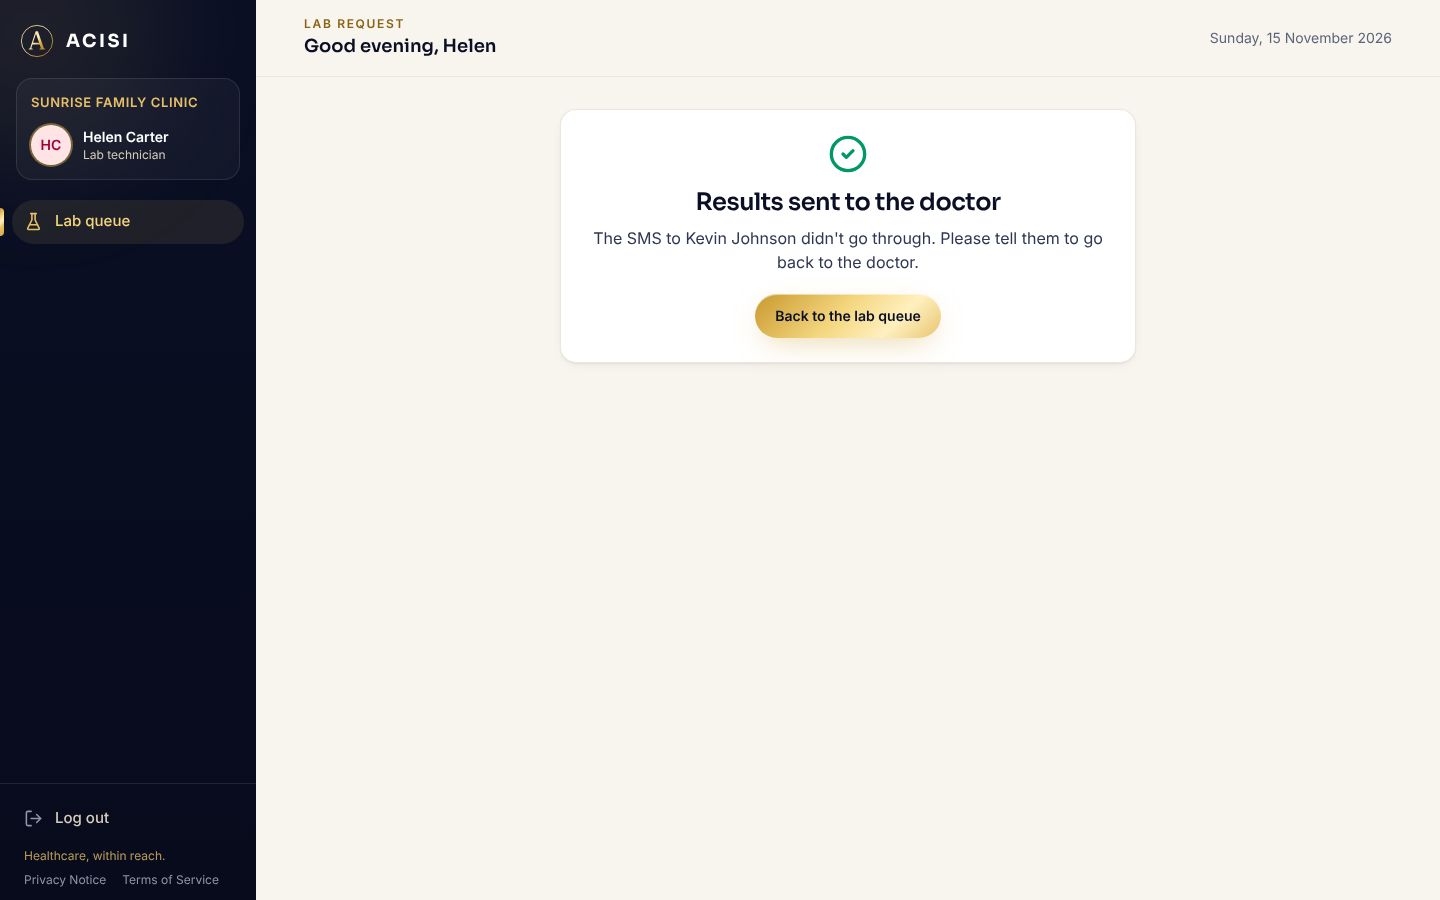 ACISI
SUNRISE FAMILY CLINIC
HC
Helen Carter
Lab technician
Lab queue
Log out
Healthcare, within reach.
Privacy Notice Terms of Service
LAB REQUEST
Good evening, Helen
Sunday, 15 November 2026
Results sent to the doctor
The SMS to Kevin Johnson didn't go through. Please tell them to go
back to the doctor.
Back to the lab queue